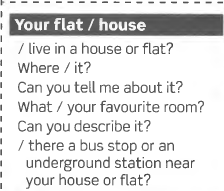 Your flat / house
/ live in a house or flat?
Where / it?
Can you tell me about it?
What / your favourite room?
Can you describe it?
/ there a bus stop or an
underground station near
your house or flat?